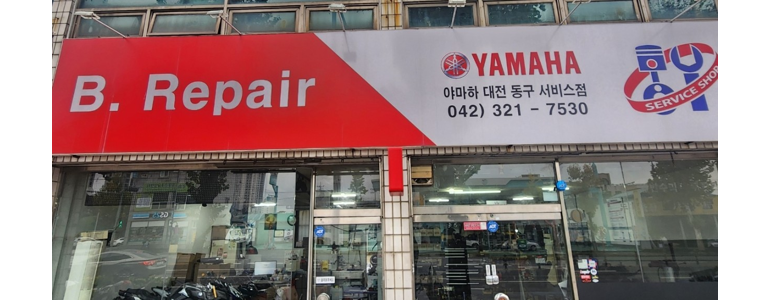 B. Repair
YAMAHA
야마하 대전 동구 서비스점
042) 321 - 7530
SERVICE SHOP